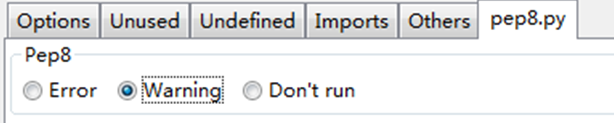 Options Unused Undefined Imports Others pep8.py
Pep8
Error Warning Don't run